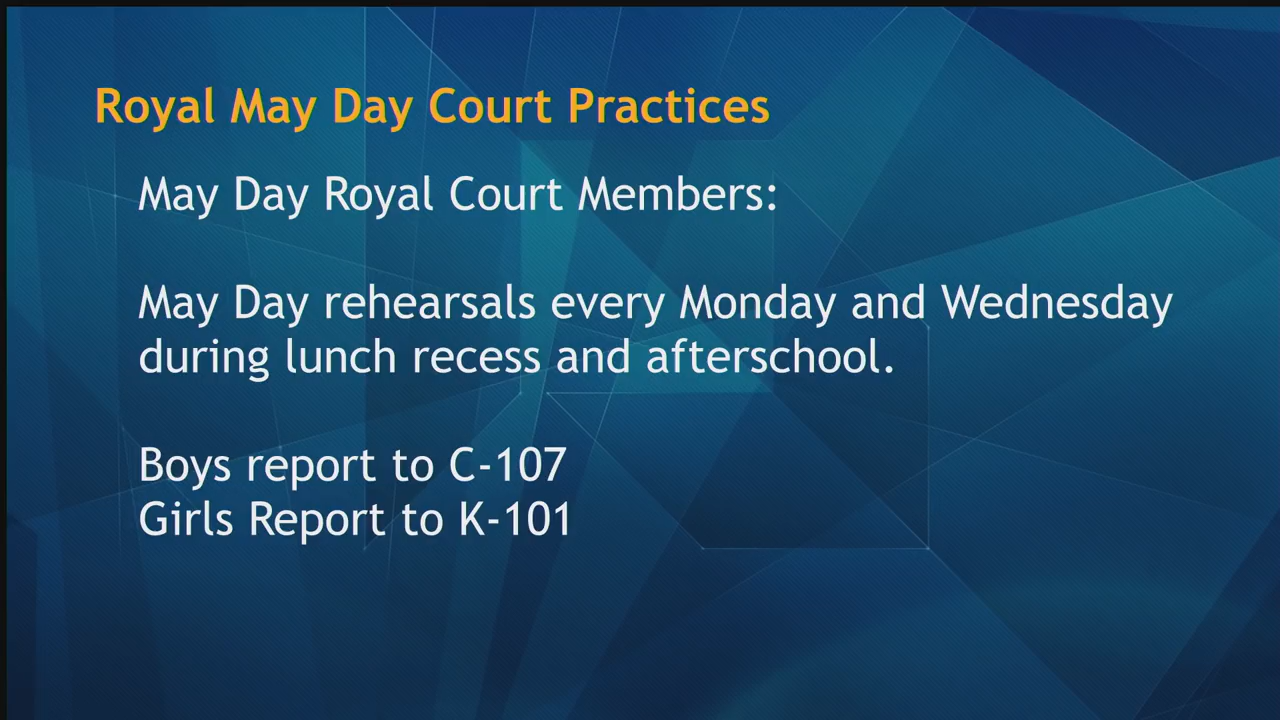 Royal May Day Court Practices
May Day Royal Court Members:
May Day rehearsals every Monday and Wednesday
during lunch recess and afterschool.
Boys report to C-107
Girls Report to K-101